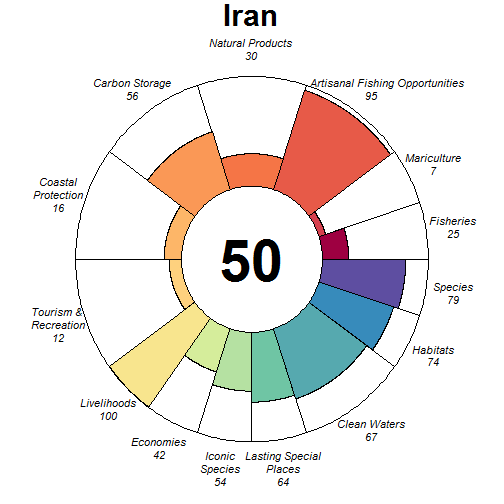 Iran
Natural Products
30
Carbon Storage
56
Artisanal Fishing Opportunities
95
Mariculture
7
Coastal
Protection
16
Fisheries
25
50
Species
79
Tourism &
Recreation
12
Habitats
74
Livelihoods
100
Clean Waters
67
Economies
42
Iconic
Species
54
Lasting Special
Places
64